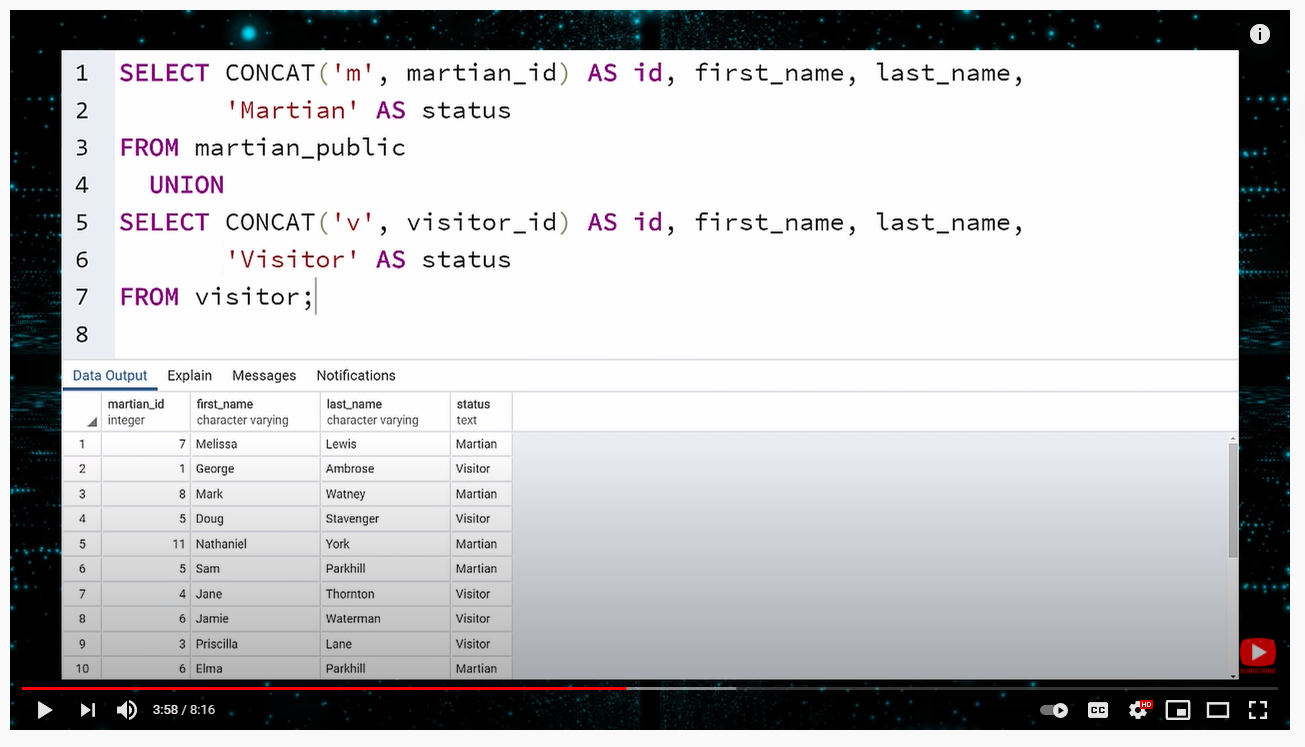 1 SELECT CONCAT('m', martian_id) AS id, first_name, last_name,
2 'Martian' AS status
3 FROM martian_public
4 UNION
5 SELECT CONCAT('v', visitor_id) AS id, first_name, last_name,
6 'Visitor' AS status
7 FROM visitor;
8
Data Output Explain Messages Notifications
martian_id first_name last_name status
integer character varying character varying text
1 7 Melissa Lewis Martian
2 1 George Ambrose Visitor
3 8 Mark Watney Martian
4 5 Doug Stavenger Visitor
5 11 Nathaniel York Martian
6 5 Sam Parkhill Martian
7 4 Jane Thornton Visitor
8 6 Jamie Waterman Visitor
9 3 Priscilla Lane Visitor
10 6 Elma Parkhill Martian
SUBSCRIBE
3:58 / 8:16 CC HD